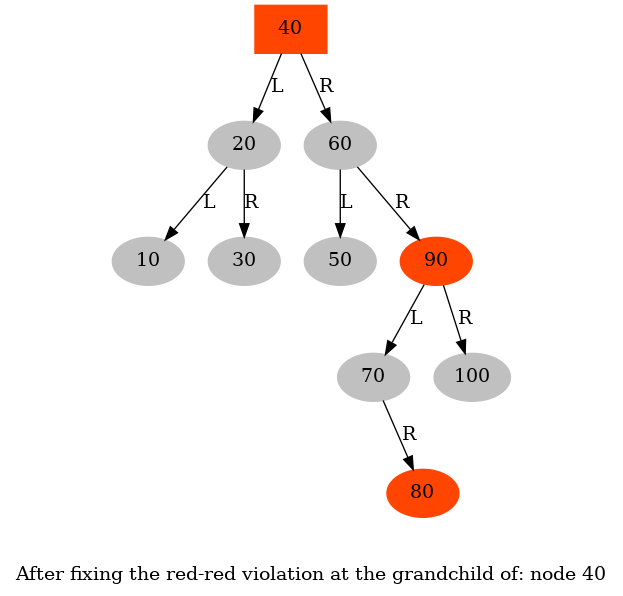 40
L
R
20
60
L
R
L
R
10
30
50
90
L
R
70
100
R
80
After fixing the red-red violation at the grandchild of: node 40